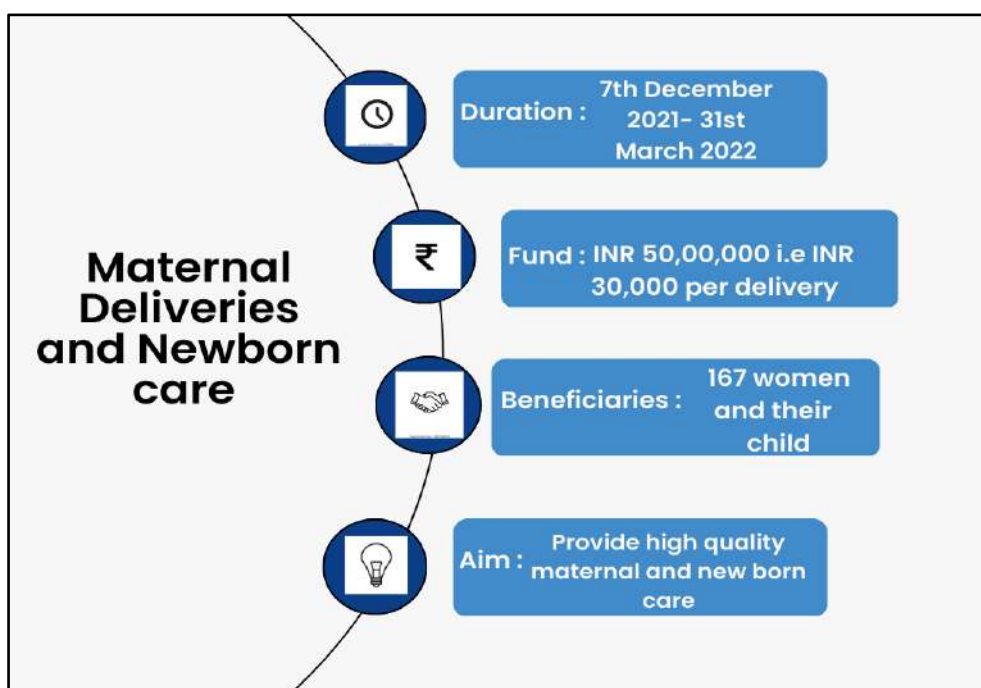 Maternal
Deliveries
and Newborn
care
Duration :
7th December
2021- 31st
March 2022
₹
Fund : INR 50,00,000 i.e INR
30,000 per delivery
Beneficiaries :
167 women
and their
child
Aim :
Provide high quality
maternal and new born
care